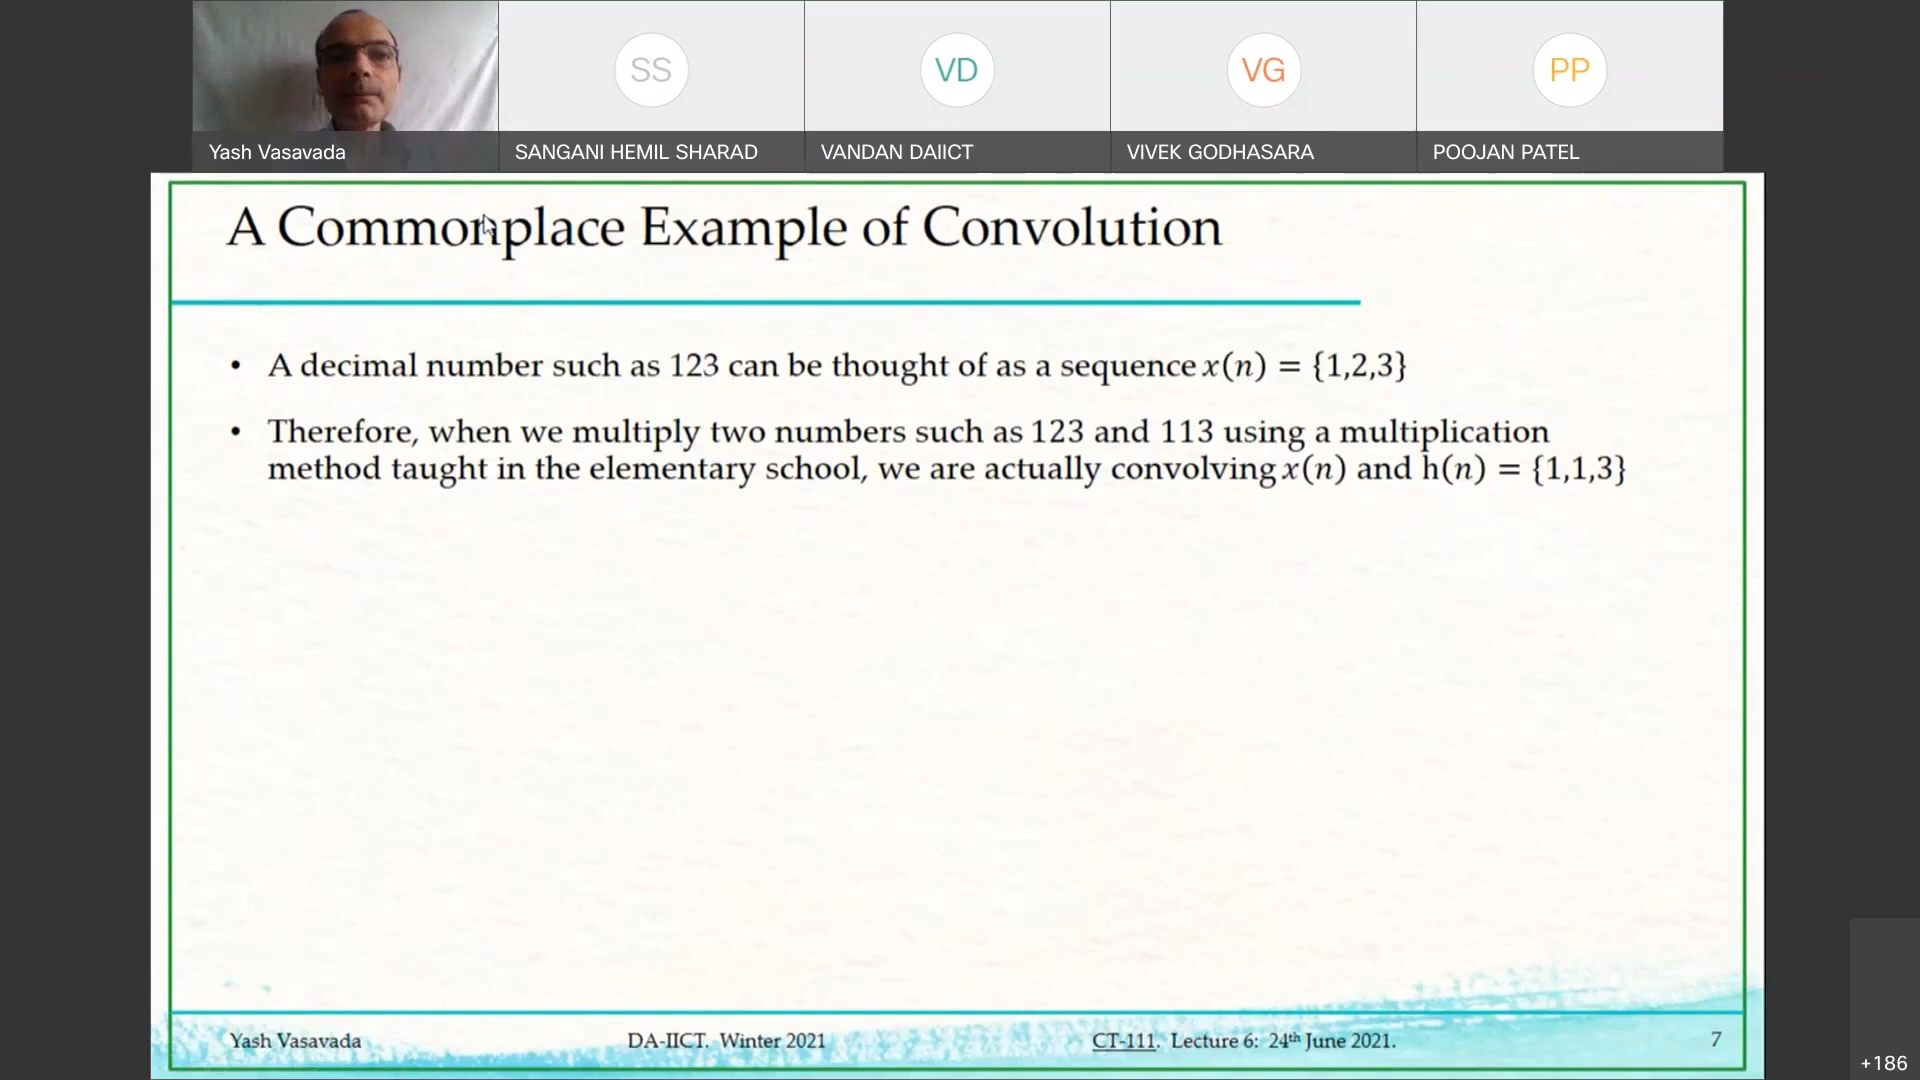 SS
VD
VG
PP
Yash Vasavada
SANGANI HEMIL SHARAD
VANDAN DAIICT
VIVEK GODHASARA
POOJAN PATEL
A Commonplace Example of Convolution
• A decimal number such as 123 can be thought of as a sequence x(n) = {1,2,3}
• Therefore, when we multiply two numbers such as 123 and 113 using a multiplication
method taught in the elementary school, we are actually convolving x(n) and h(n) = {1,1,3}
Yash Vasavada
DA-IICT. Winter 2021
CT-111. Lecture 6: 24th June 2021.
7
+186